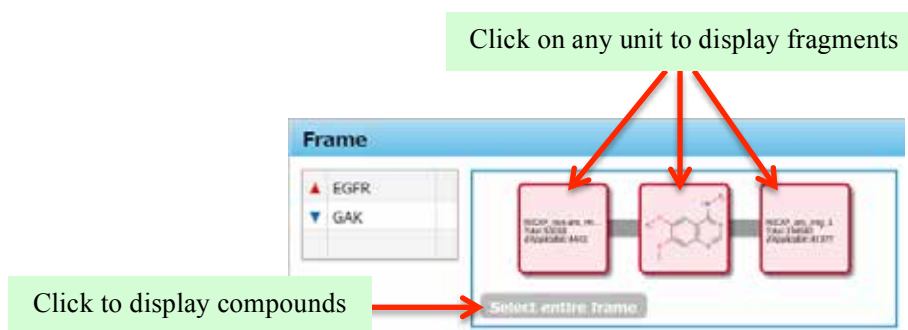 Click on any unit to display fragments
Frame
EGFR
GAK
Click to display compounds
Select entire frame